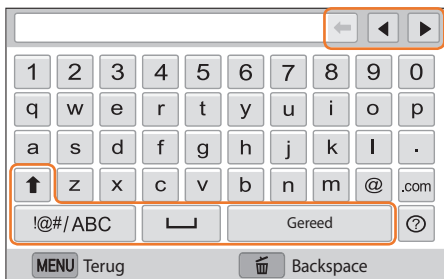 1 2 3 4 5 6 7 8 9 0
q w e r t y u i o p
a s d f g h j k l .
z x c v b n m @ .com
!@#/ABC Gereed ?
MENU Terug Backspace